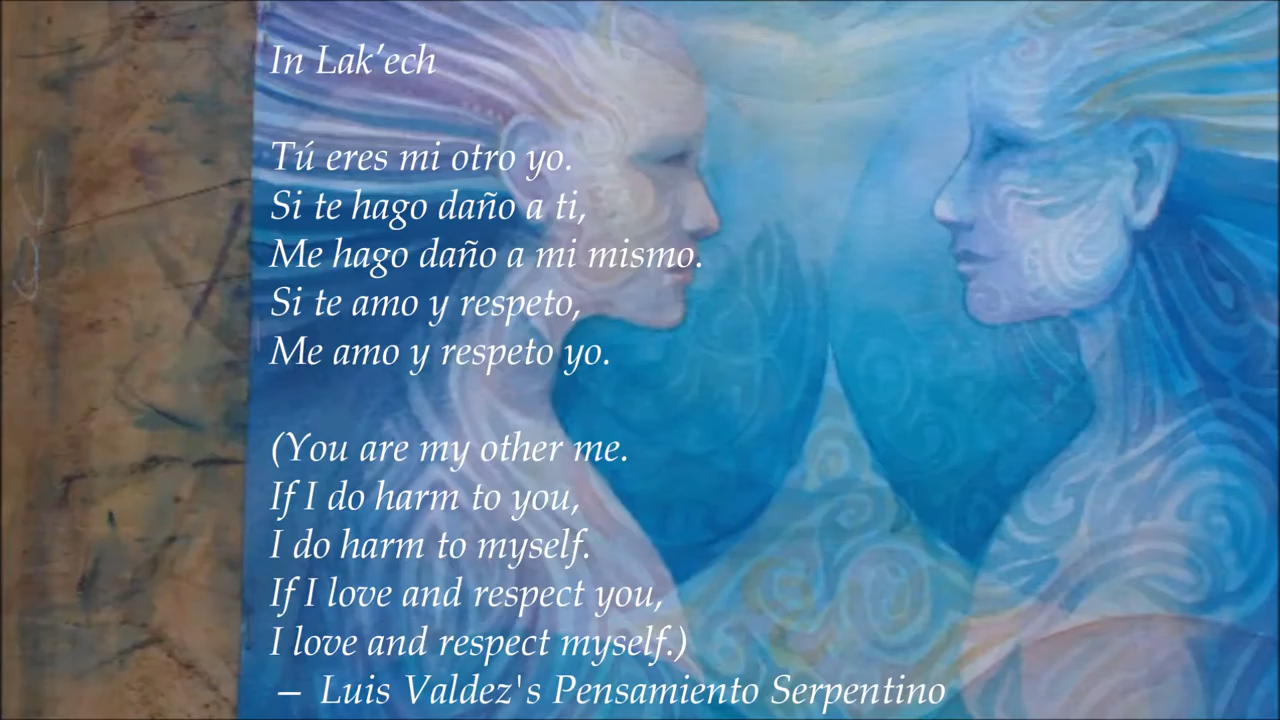 In Lak’ech
Tú eres mi otro yo.
Si te hago daño a ti,
Me hago daño a mi mismo.
Si te amo y respeto,
Me amo y respeto yo.
(You are my other me.
If I do harm to you,
I do harm to myself.
If I love and respect you,
I love and respect myself.)
— Luis Valdez's Pensamiento Serpentino